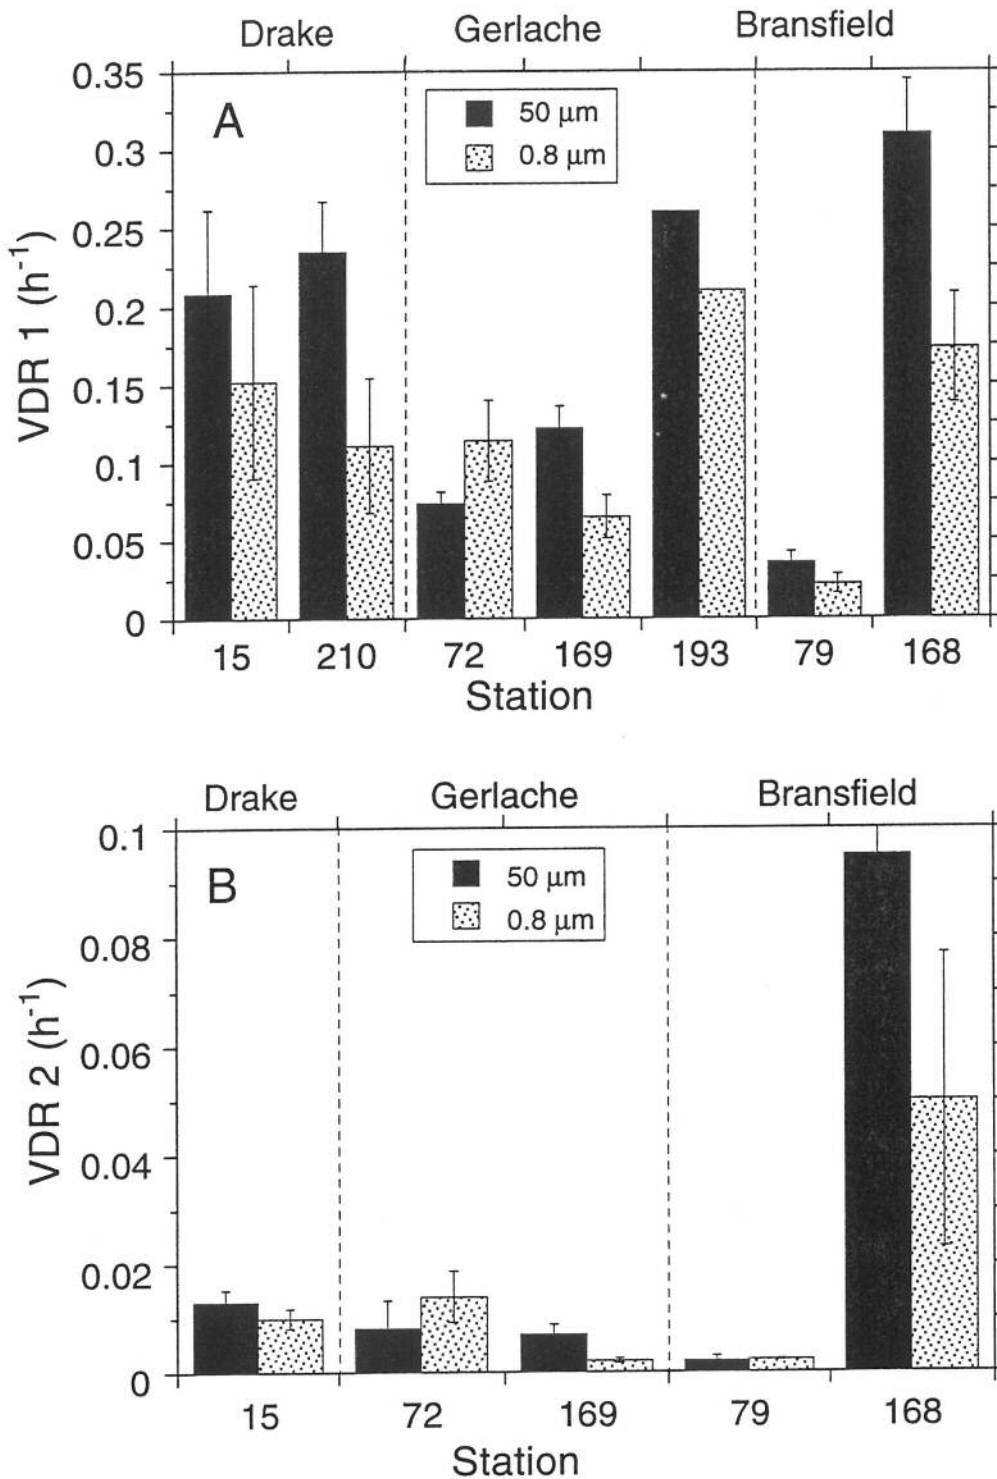 Drake Gerlache Bransfield
0.35
0.3
0.25
0.2
0.15
0.1
0.05
0
VDR 1 (h⁻¹)
A
50 µm
0.8 µm
15 210 72 169 193 79 168
Station
Drake Gerlache Bransfield
0.1
0.08
0.06
0.04
0.02
0
VDR 2 (h⁻¹)
B
50 µm
0.8 µm
15 72 169 79 168
Station